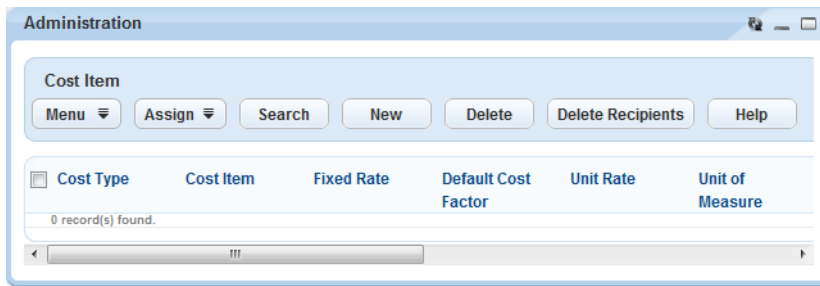 Administration
Cost Item
Menu Assign Search New Delete Delete Recipients Help
Cost Type Cost Item Fixed Rate Default Cost Unit Rate Unit of
Factor Measure
0 record(s) found.